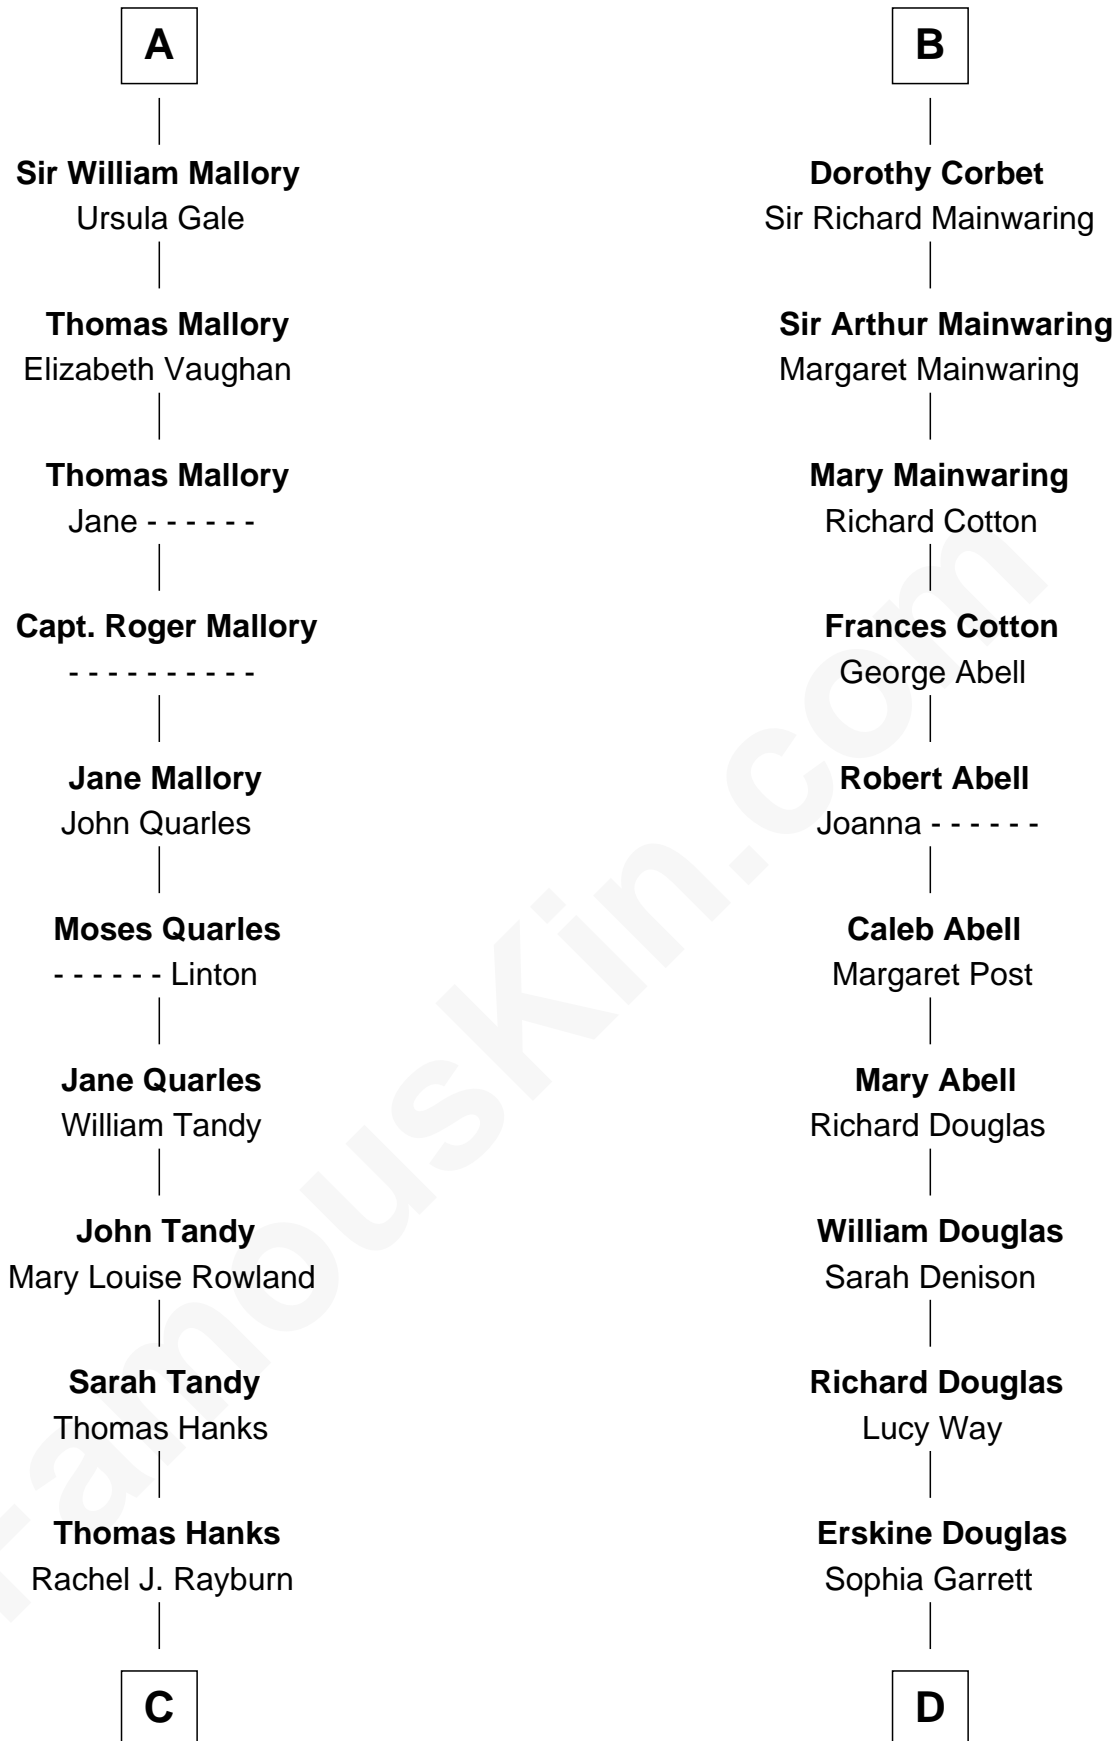 A
Sir William Mallory
Ursula Gale
Thomas Mallory
Elizabeth Vaughan
Thomas Mallory
Jane - - - - - -
Capt. Roger Mallory
- - - - - - - - - -
Jane Mallory
John Quarles
Moses Quarles
- - - - - - Linton
Jane Quarles
William Tandy
John Tandy
Mary Louise Rowland
Sarah Tandy
Thomas Hanks
Thomas Hanks
Rachel J. Rayburn
C
B
Dorothy Corbet
Sir Richard Mainwaring
Sir Arthur Mainwaring
Margaret Mainwaring
Mary Mainwaring
Richard Cotton
Frances Cotton
George Abell
Robert Abell
Joanna - - - - - -
Caleb Abell
Margaret Post
Mary Abell
Richard Douglas
William Douglas
Sarah Denison
Richard Douglas
Lucy Way
Erskine Douglas
Sophia Garrett
D
FamousKin.com